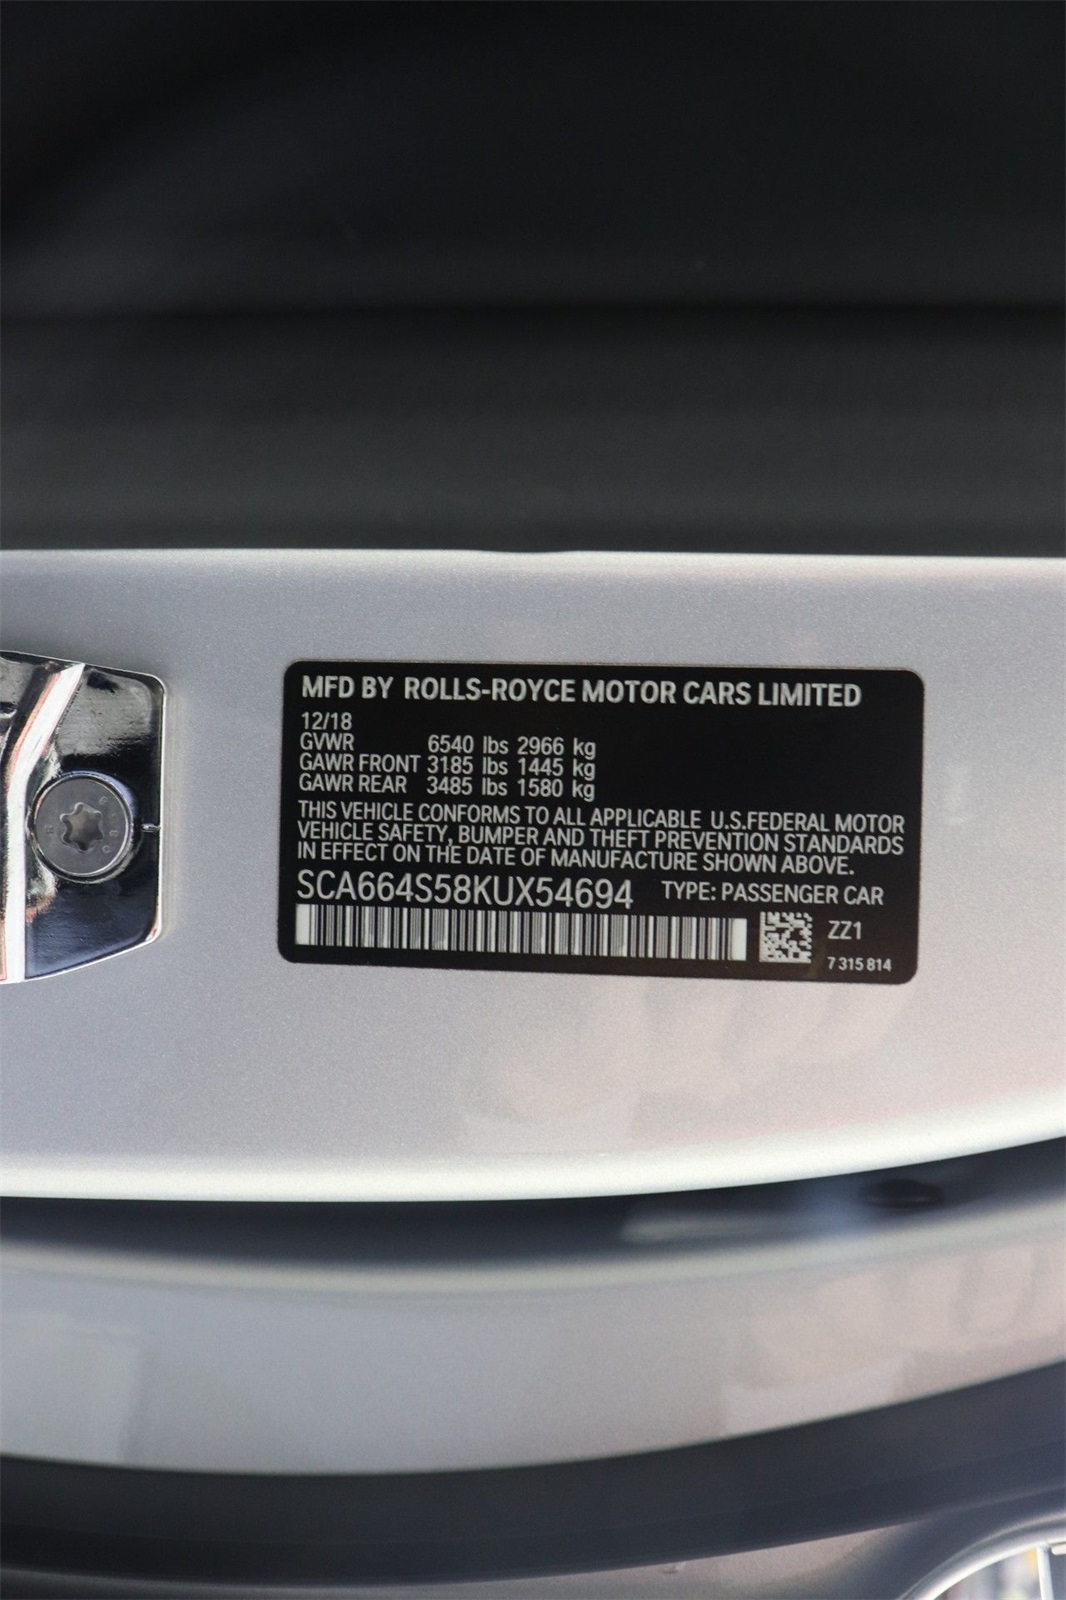 MFD BY ROLLS-ROYCE MOTOR CARS LIMITED
12/18
GVWR 6540 lbs 2966 kg
GAWR FRONT 3185 lbs 1445 kg
GAWR REAR 3485 lbs 1580 kg
THIS VEHICLE CONFORMS TO ALL APPLICABLE U.S.FEDERAL MOTOR
VEHICLE SAFETY, BUMPER AND THEFT PREVENTION STANDARDS
IN EFFECT ON THE DATE OF MANUFACTURE SHOWN ABOVE.
SCA664S58KUX54694 TYPE: PASSENGER CAR
ZZ1
7 315 814